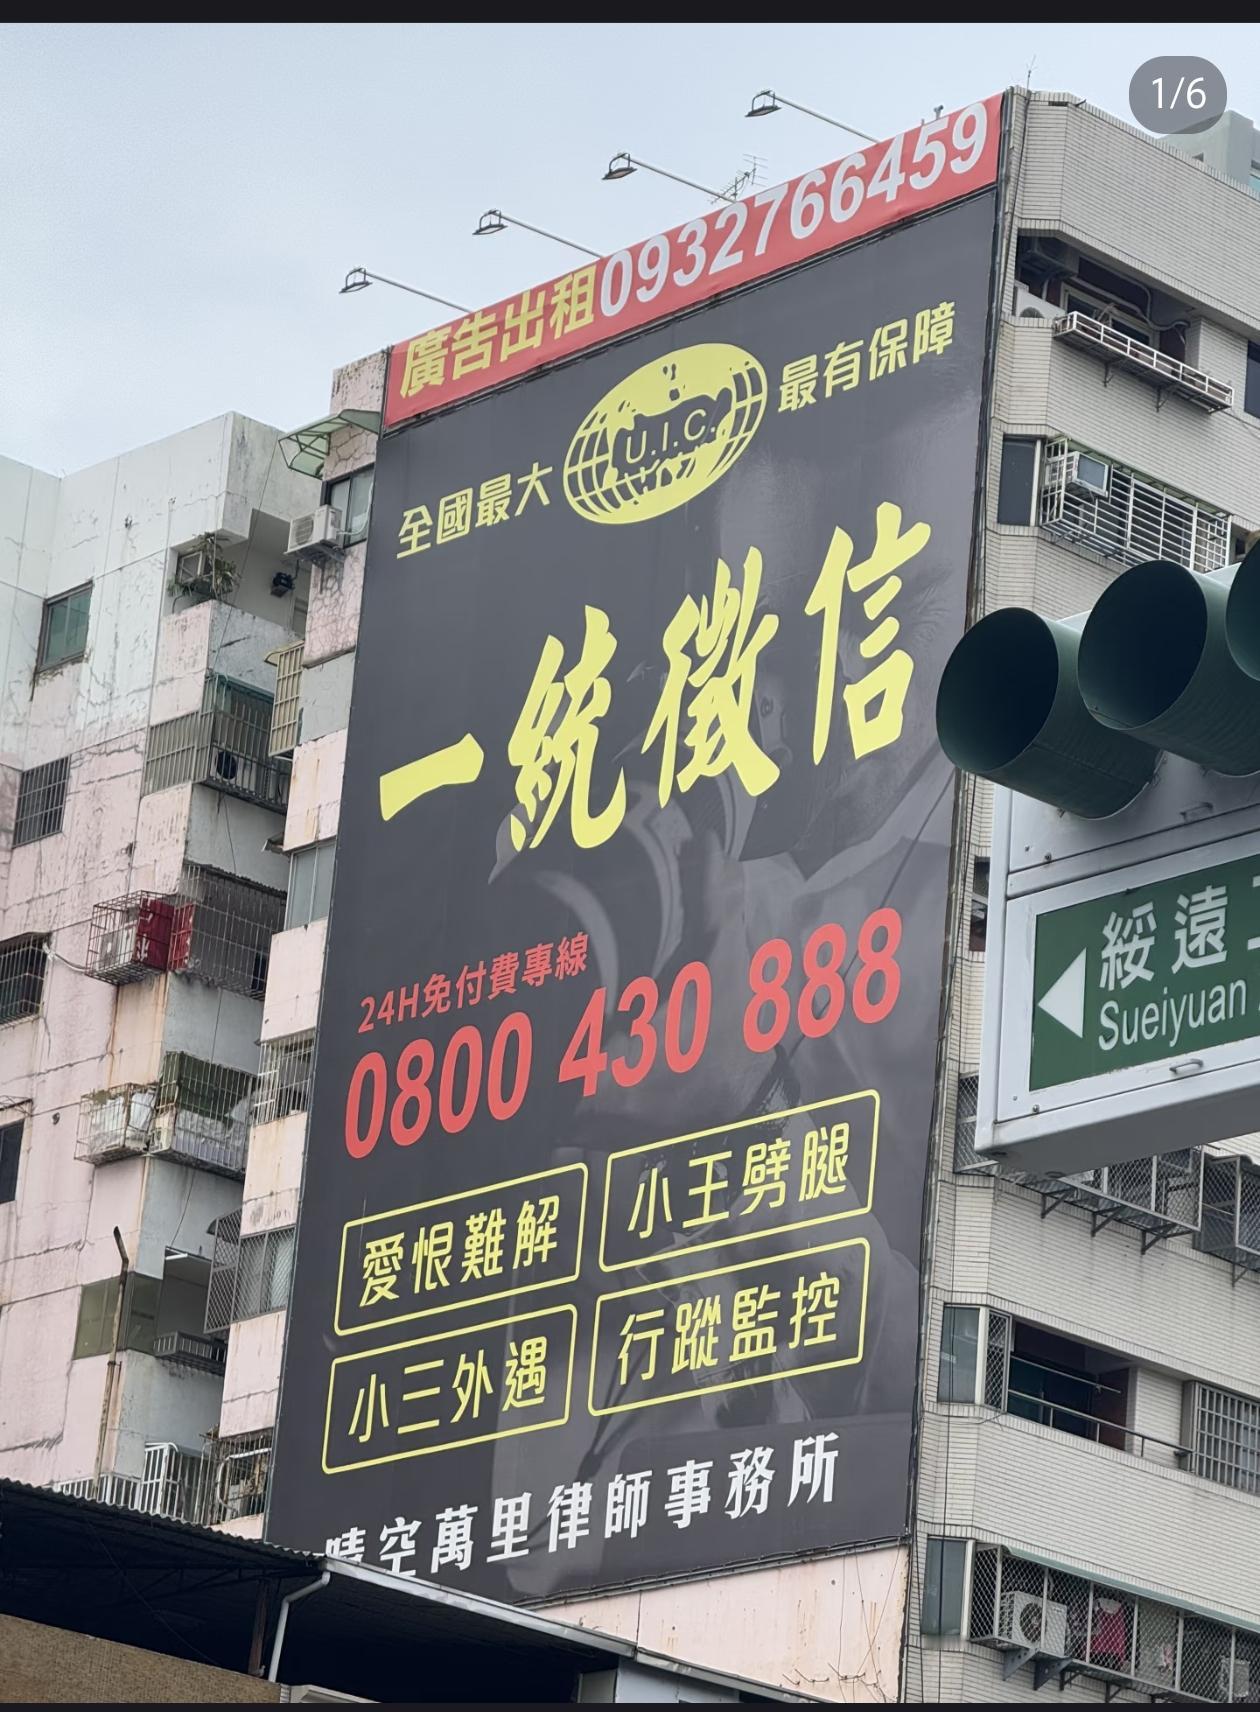 1/6
廣告出租0932766459
全國最大
U.I.C.
最有保障
一統徵信
24H免付費專線
0800 430 888
愛恨難解
小王劈腿
小三外遇
行蹤監控
晴空萬里律師事務所
綏遠
Sueiyuan